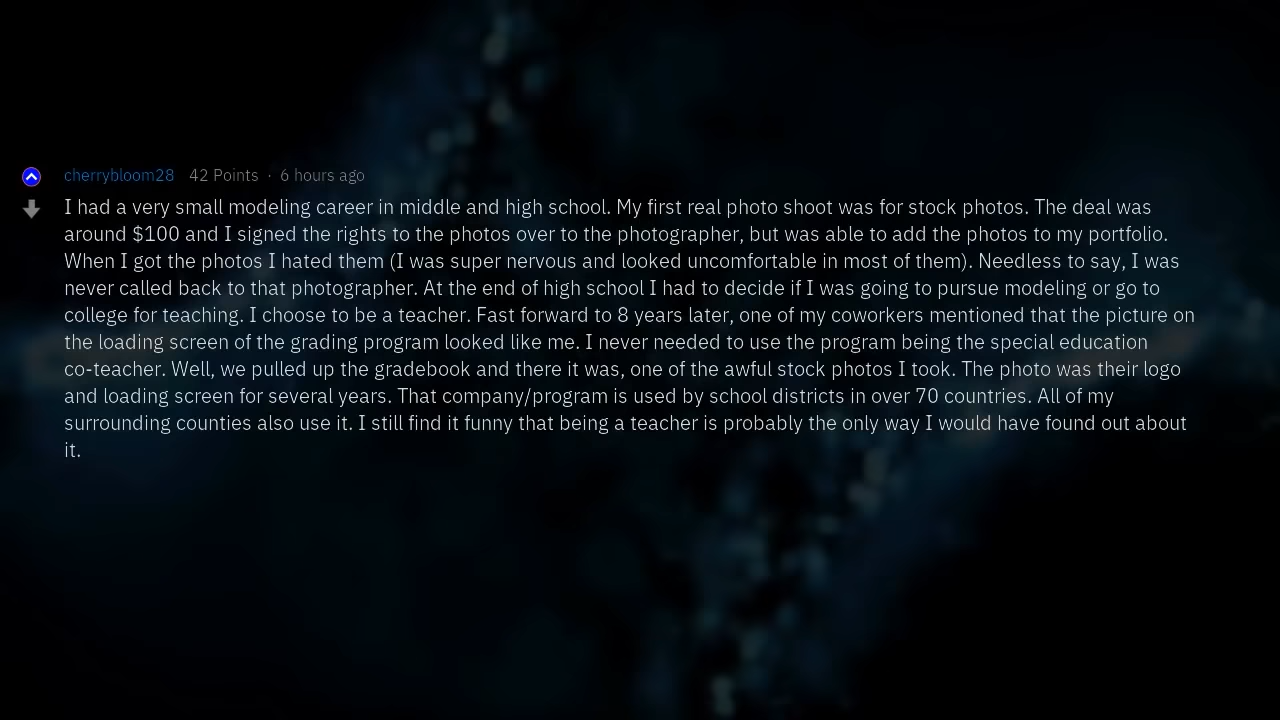 cherrybloom28 42 Points · 6 hours ago
I had a very small modeling career in middle and high school. My first real photo shoot was for stock photos. The deal was
around $100 and I signed the rights to the photos over to the photographer, but was able to add the photos to my portfolio.
When I got the photos I hated them (I was super nervous and looked uncomfortable in most of them). Needless to say, I was
never called back to that photographer. At the end of high school I had to decide if I was going to pursue modeling or go to
college for teaching. I choose to be a teacher. Fast forward to 8 years later, one of my coworkers mentioned that the picture on
the loading screen of the grading program looked like me. I never needed to use the program being the special education
co-teacher. Well, we pulled up the gradebook and there it was, one of the awful stock photos I took. The photo was their logo
and loading screen for several years. That company/program is used by school districts in over 70 countries. All of my
surrounding counties also use it. I still find it funny that being a teacher is probably the only way I would have found out about
it.